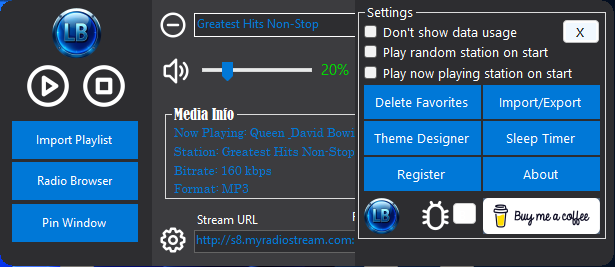 LB
Import Playlist
Radio Browser
Pin Window
Greatest Hits Non-Stop
20%
Media Info
Now Playing: Queen _David Bowi
Station: Greatest Hits Non-Stop
Bitrate: 160 kbps
Format: MP3
Stream URL
http://s8.myradiostream.com:
Settings
X
Don't show data usage
Play random station on start
Play now playing station on start
Delete Favorites
Import/Export
Theme Designer
Sleep Timer
Register
About
LB
Buy me a coffee